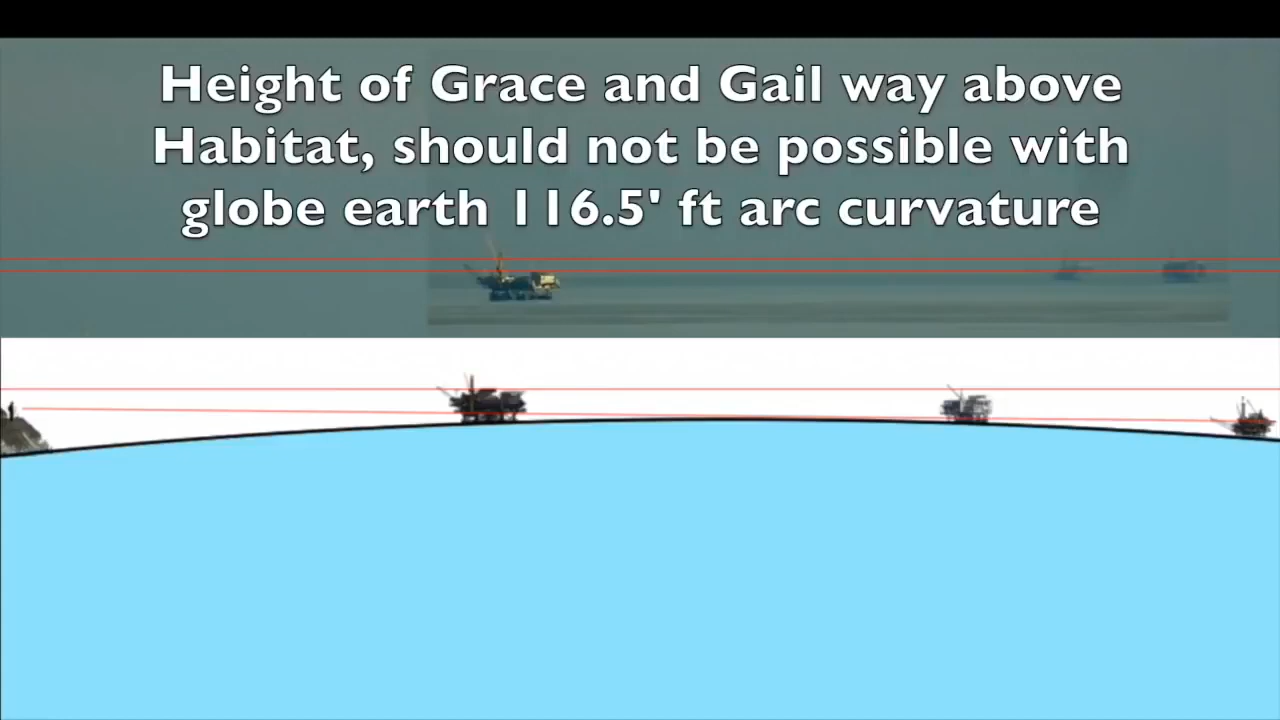 Height of Grace and Gail way above
Habitat, should not be possible with
globe earth 116.5' ft arc curvature